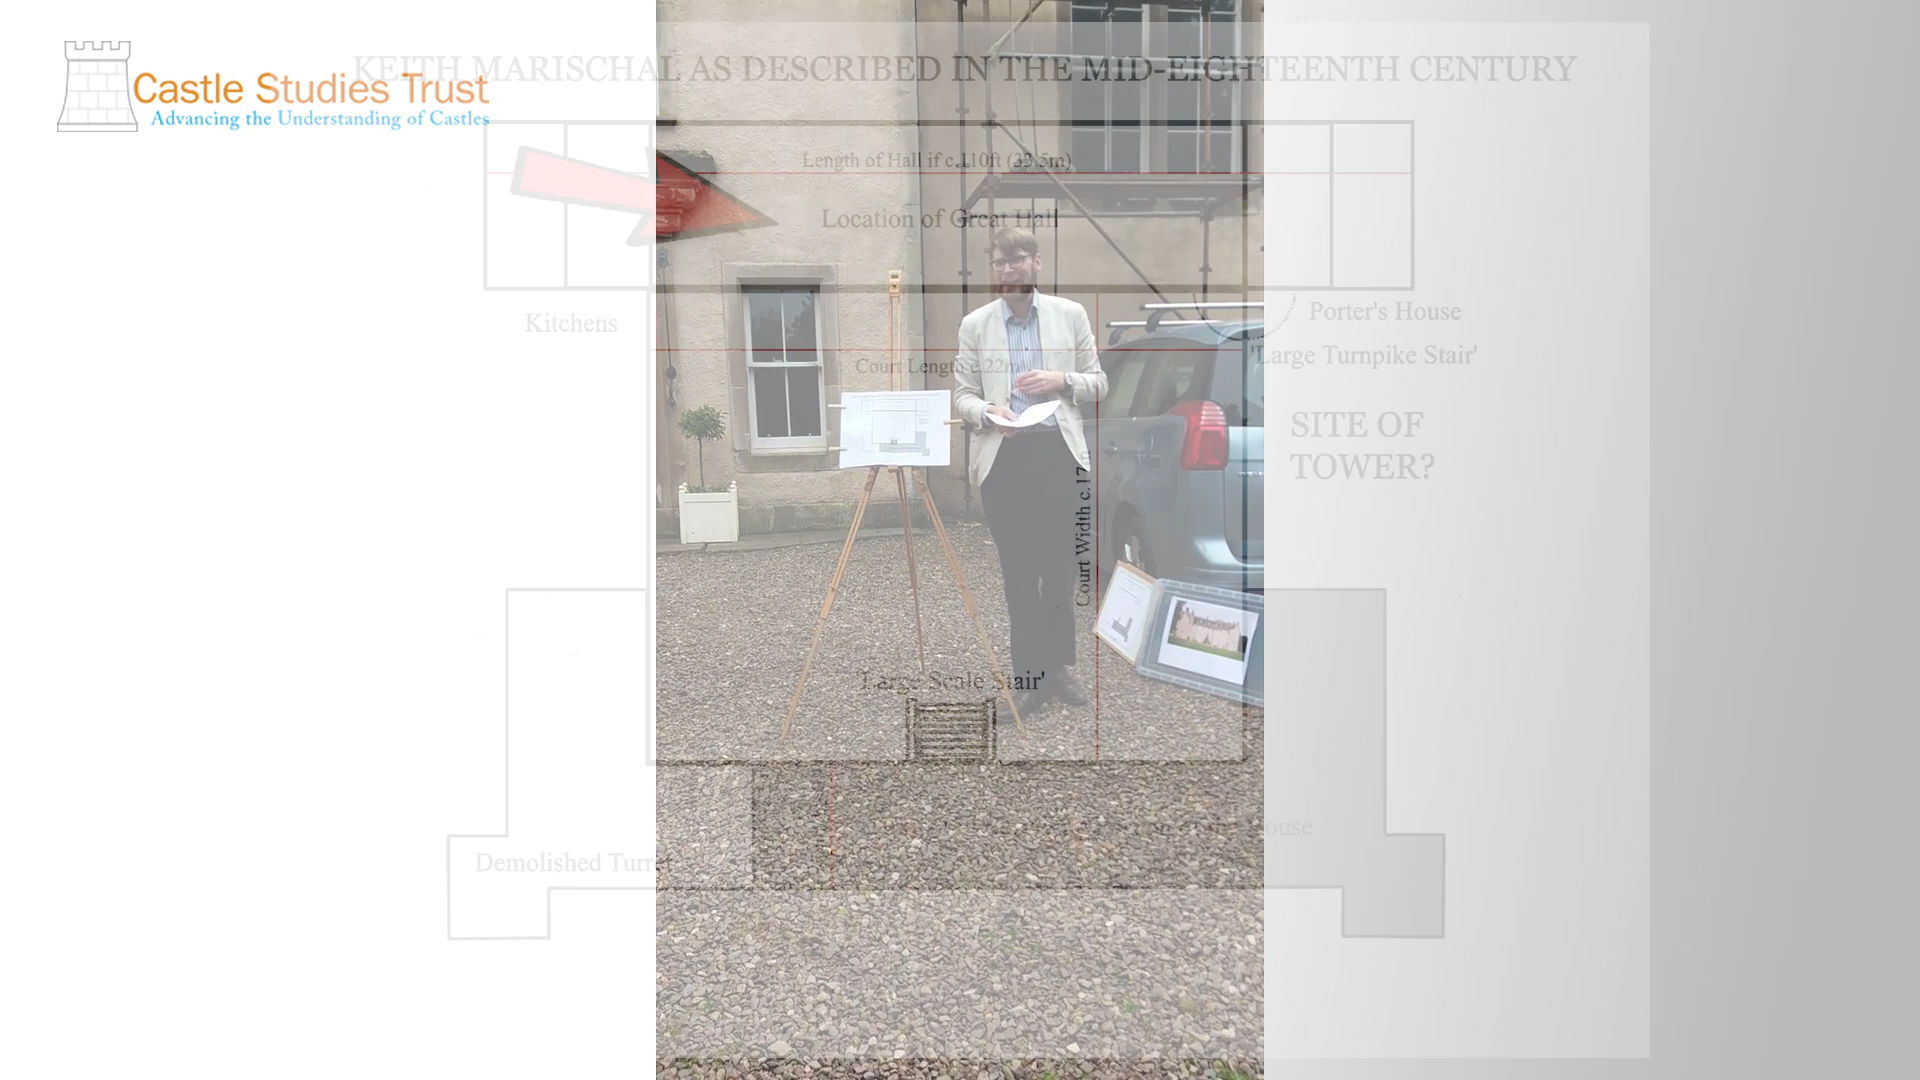 Castle Studies Trust
Advancing the Understanding of Castles
KEITH MARISCHAL AS DESCRIBED IN THE MID-EIGHTEENTH CENTURY
Length of Hall if c.110ft (33.5m)
Location of Great Hall
Kitchens
Porter's House
'Large Turnpike Stair'
Court Length c.22m
SITE OF
TOWER?
Court Width c.17m
'Large Scale Stair'
Demolished